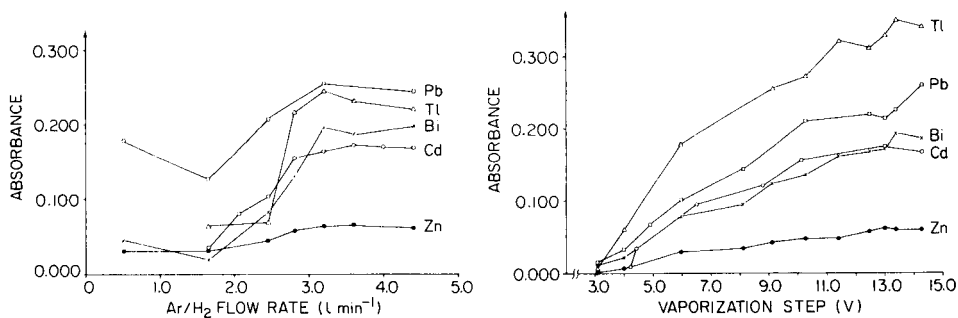 0.300
0.200
0.100
0.000
ABSORBANCE
Pb
Tl
Bi
Cd
Zn
0 1.0 2.0 3.0 4.0 5.0
Ar/H₂ FLOW RATE (l min⁻¹)
0.300
0.200
0.100
0.000
ABSORBANCE
Tl
Pb
Bi
Cd
Zn
3.0 5.0 7.0 9.0 11.0 13.0 15.0
VAPORIZATION STEP (V)